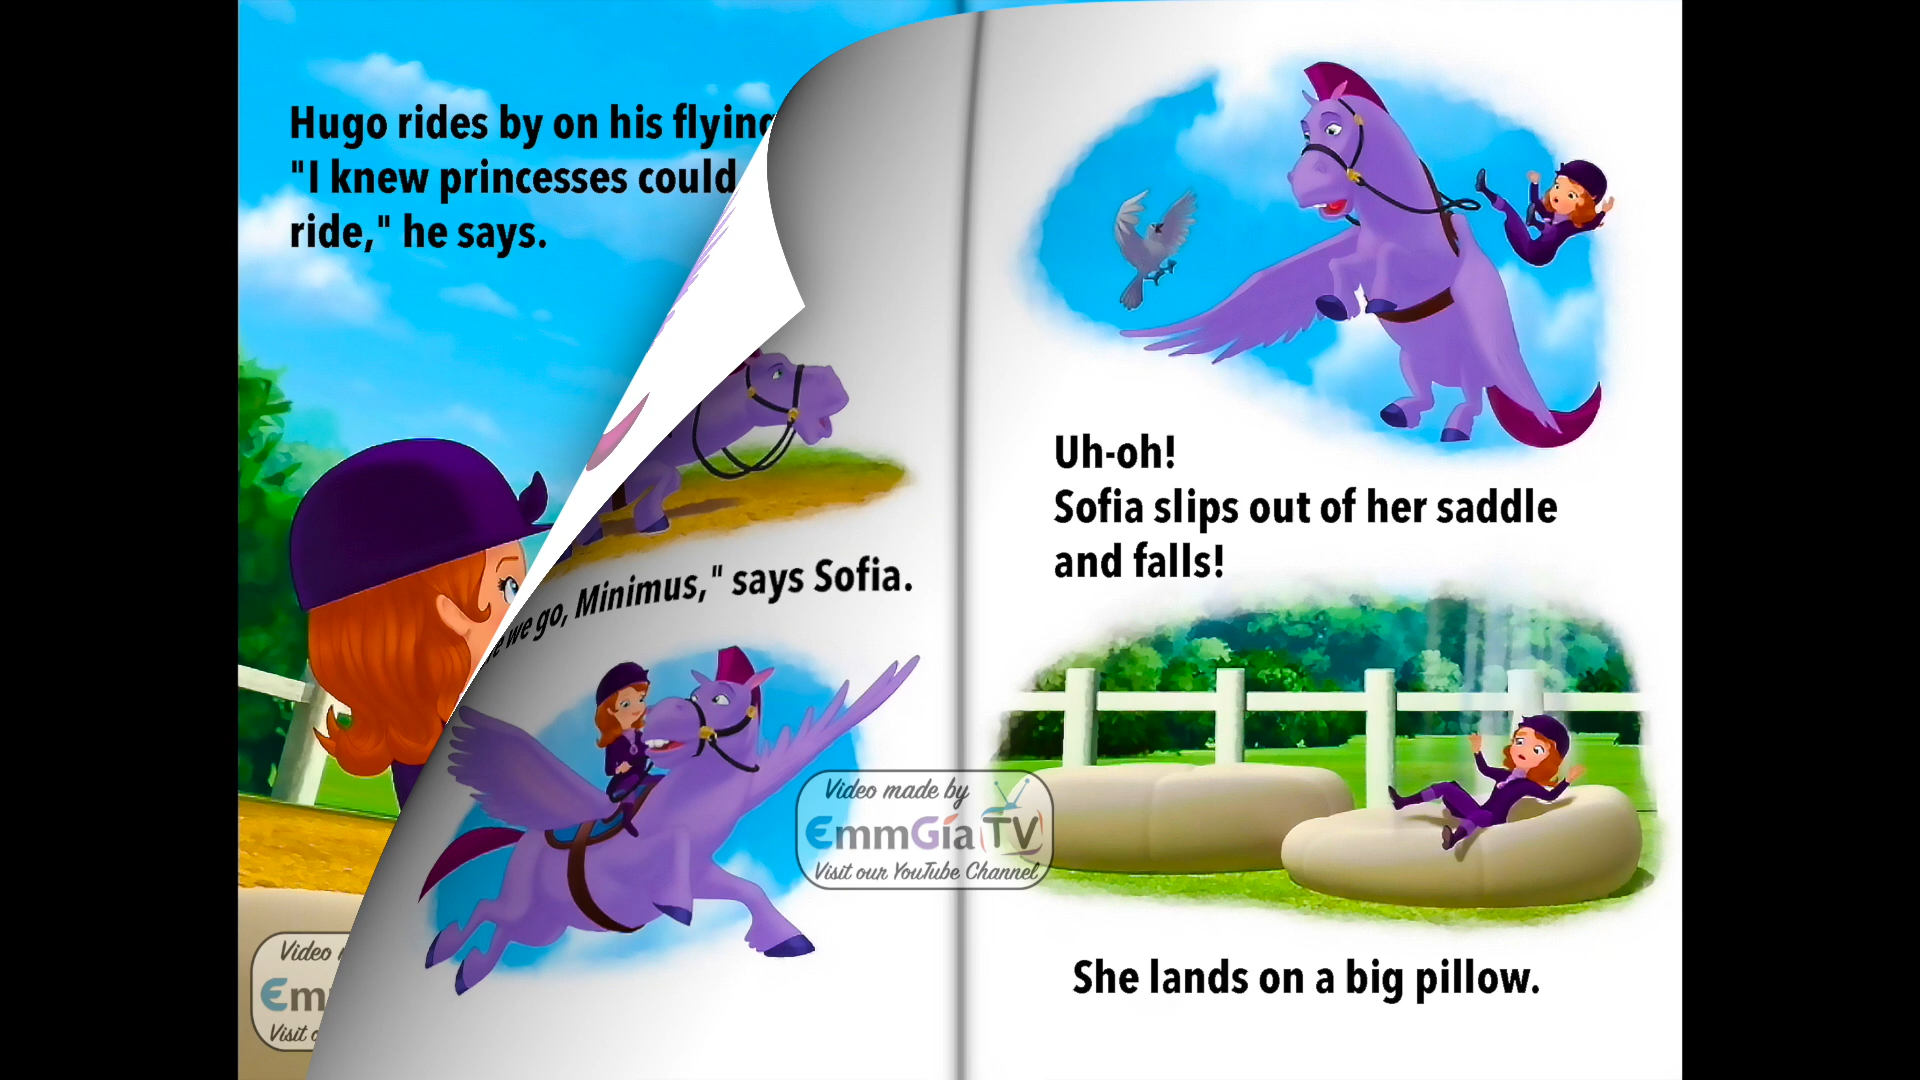 Hugo rides by on his flying
"I knew princesses could
ride," he says.
we go, Minimus," says Sofia.
Uh-oh!
Sofia slips out of her saddle
and falls!
She lands on a big pillow.
Video made by
EmmGia TV
Visit our YouTube Channel
Video
Em
Visit